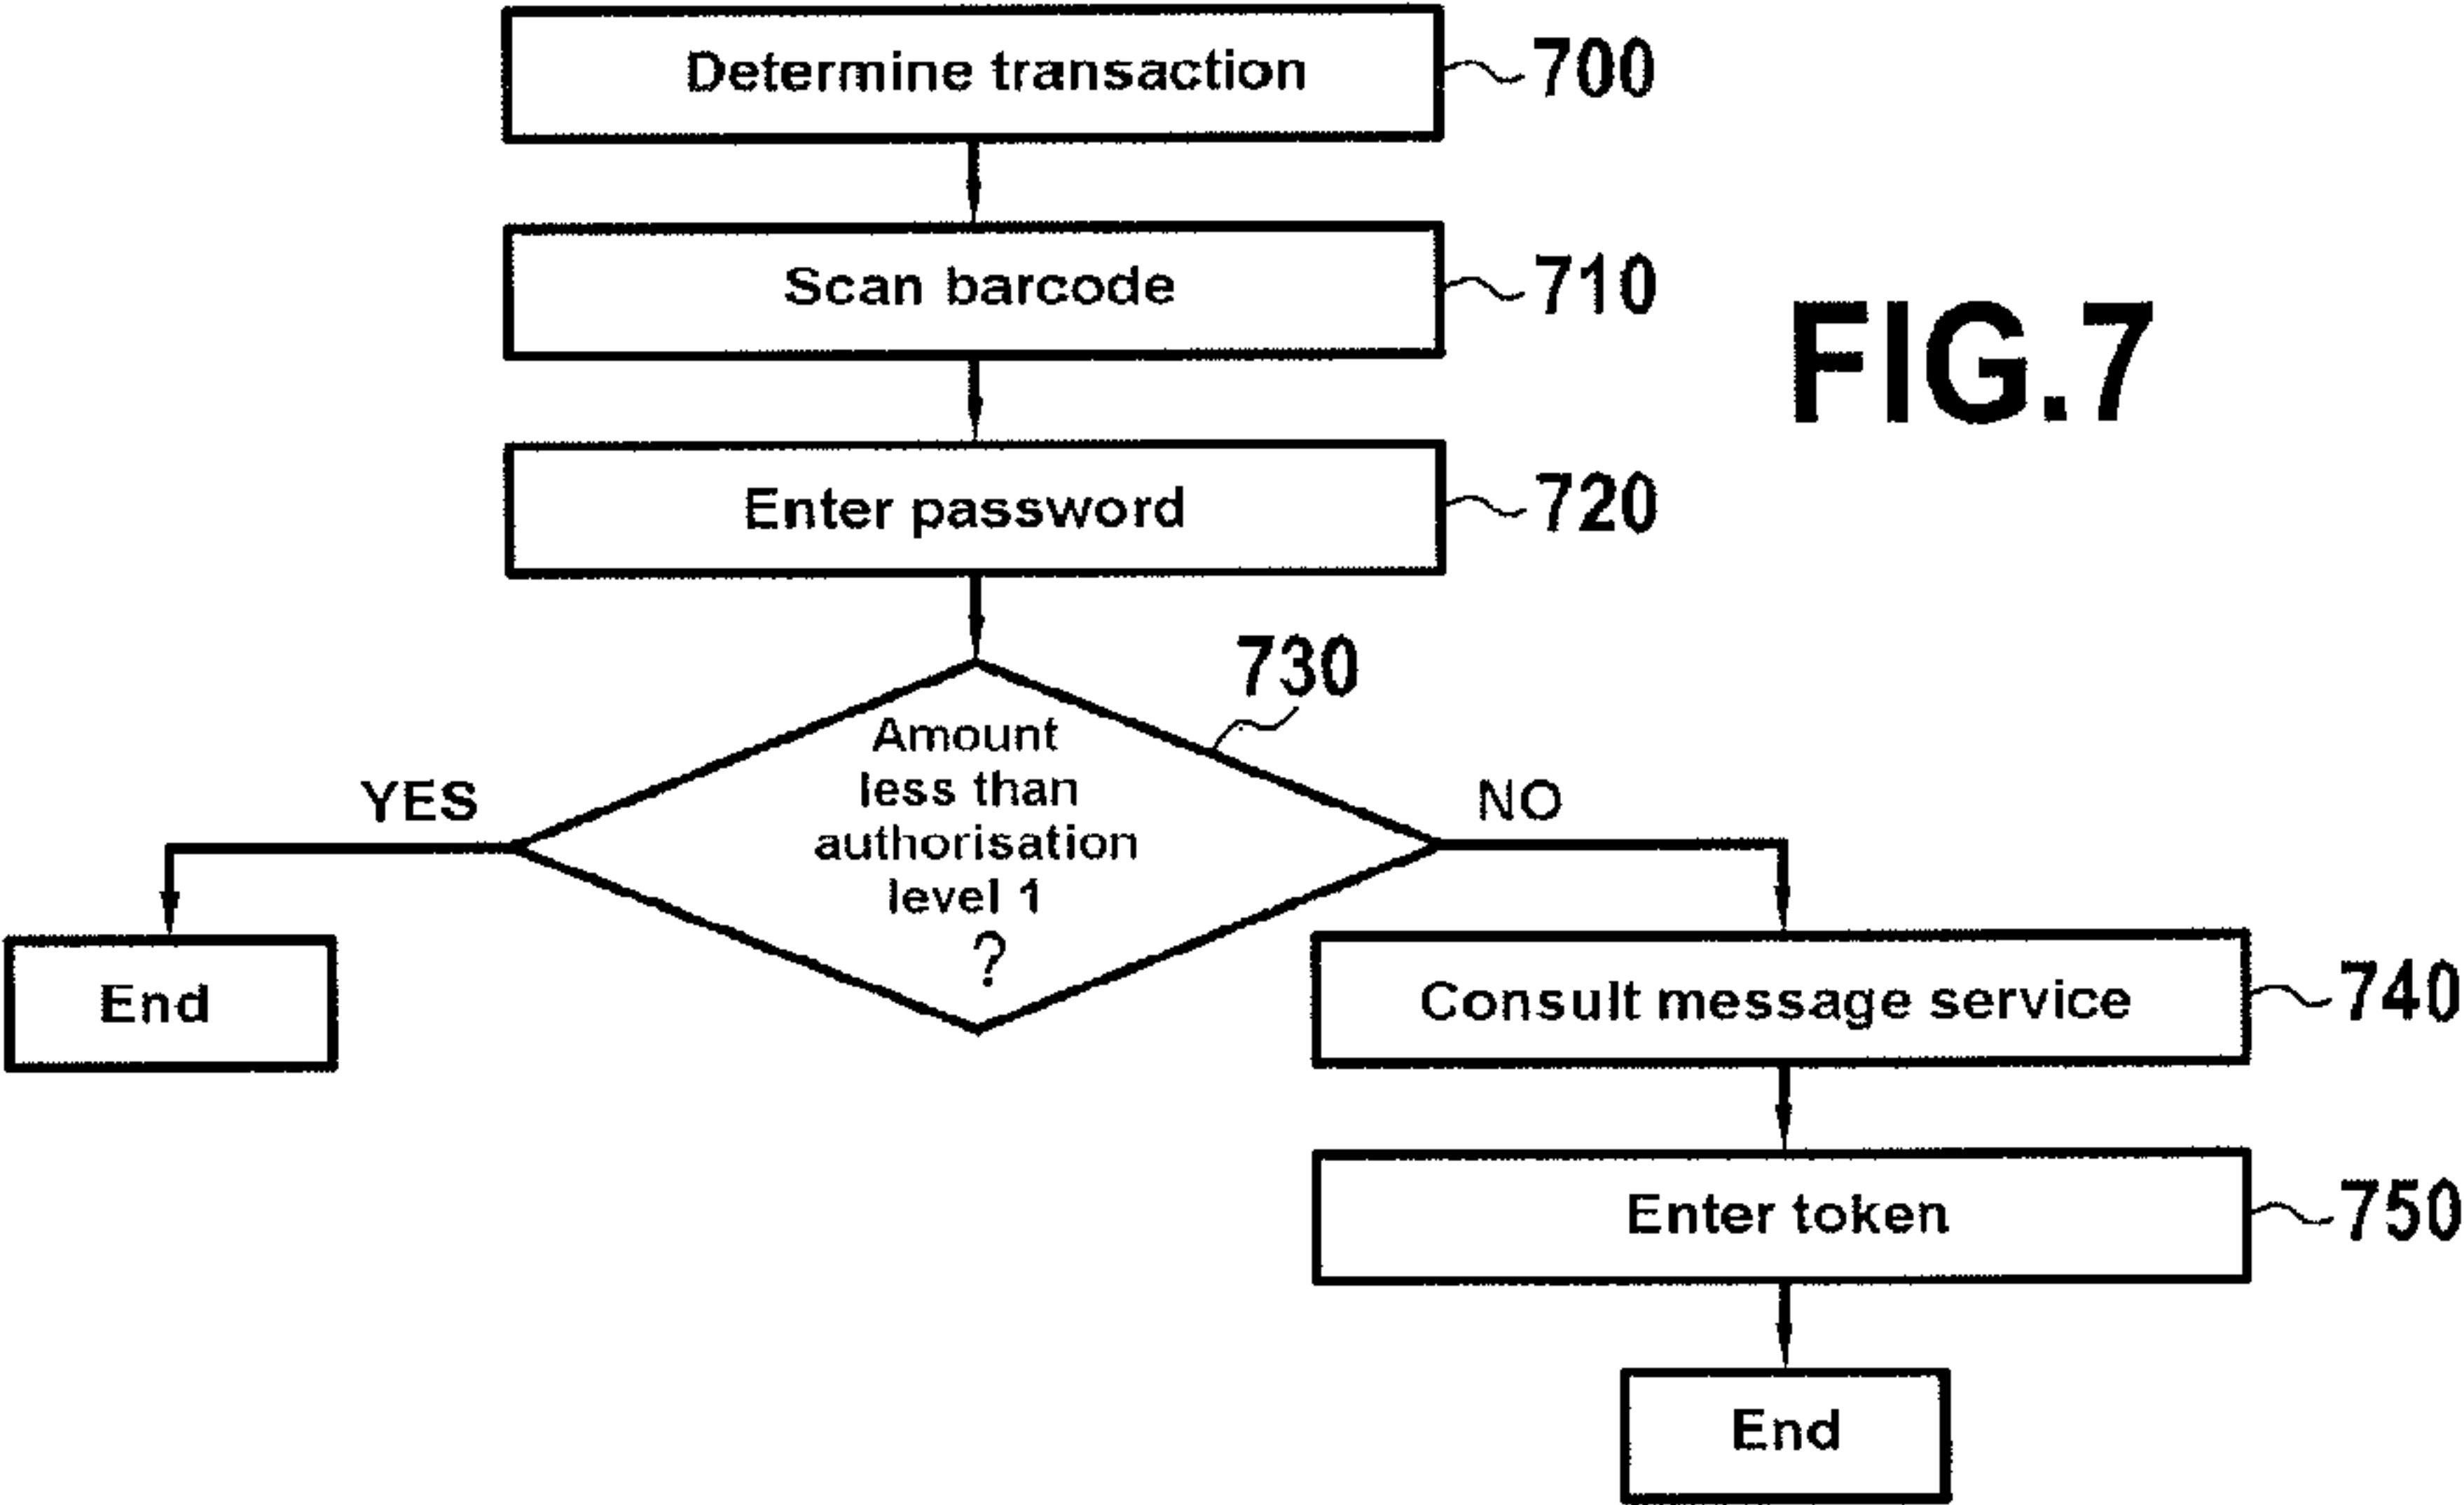 Determine transaction
700
Scan barcode
710
FIG.7
Enter password
720
730
Amount
less than
authorisation
level 1
?
YES
NO
End
Consult message service
740
Enter token
750
End